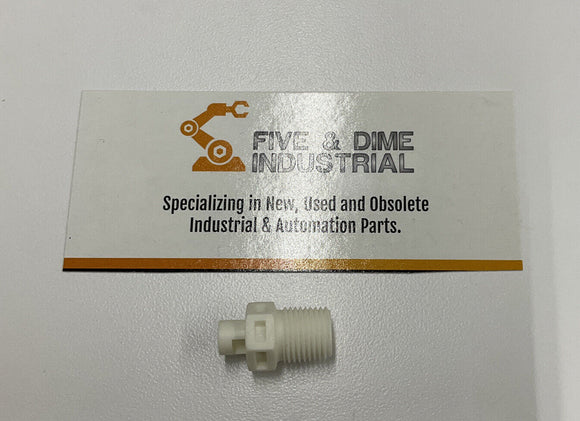 FIVE & DIME
INDUSTRIAL
Specializing in New, Used and Obsolete
Industrial & Automation Parts.